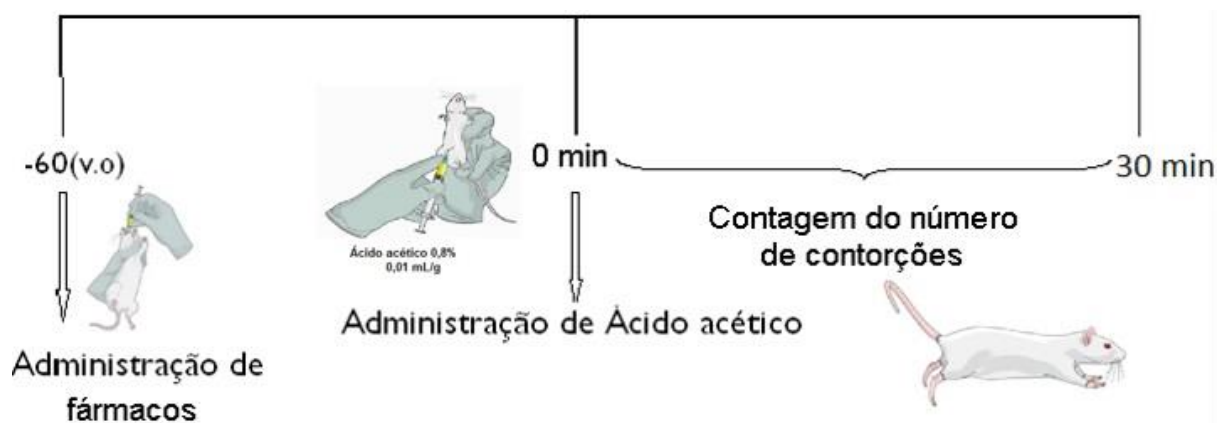 -60(v.o)
0 min
30 min
Ácido acético 0,8%
0,01 mL/g
Contagem do número
de contorções
Administração de Ácido acético
Administração de
fármacos